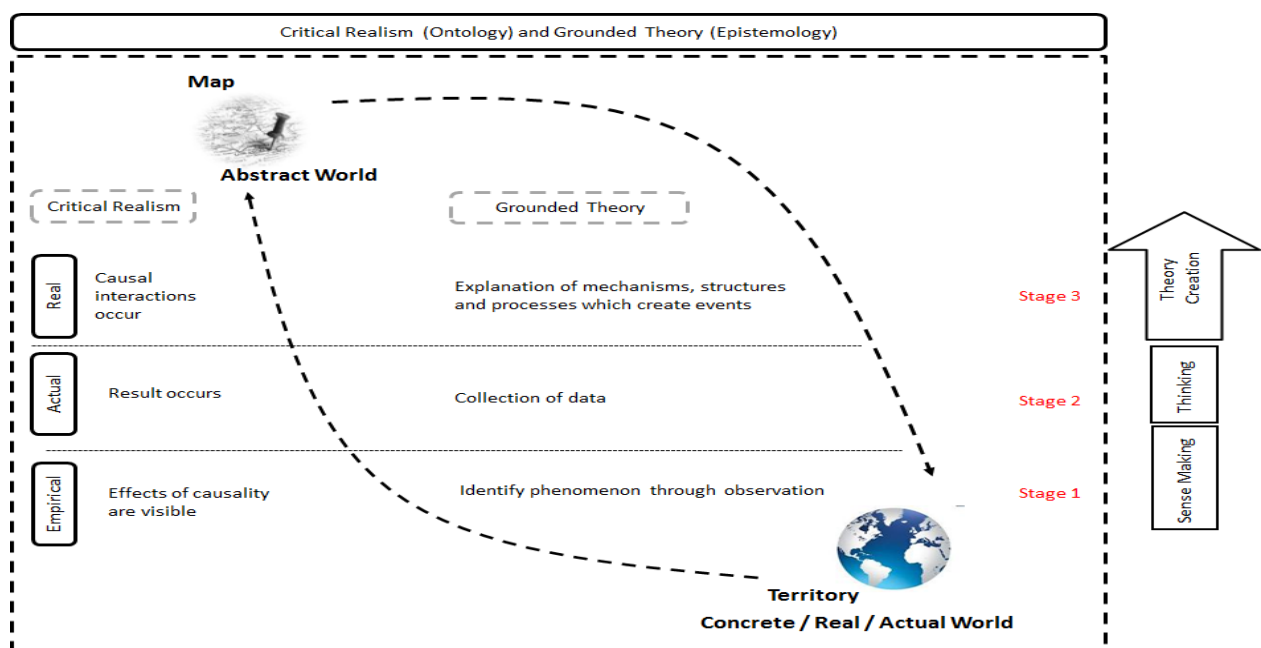 Critical Realism (Ontology) and Grounded Theory (Epistemology)
Map
Abstract World
Critical Realism
Grounded Theory
Real
Causal
interactions
occur
Explanation of mechanisms, structures
and processes which create events
Stage 3
Theory
Creation
Actual
Result occurs
Collection of data
Stage 2
Thinking
Empirical
Effects of causality
are visible
Identify phenomenon through observation
Stage 1
Sense Making
Territory
Concrete / Real / Actual World